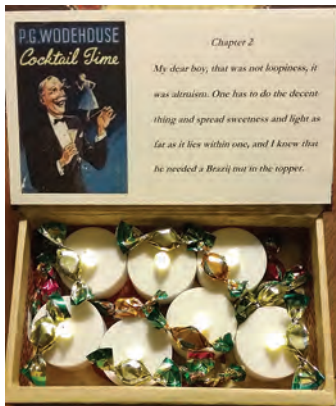 P.G. WODEHOUSE
Cocktail Time
Chapter 2
My dear boy, that was not loopiness, it
was altruism. One has to do the decent
thing and spread sweetness and light as
far as it lies within one, and I knew that
he needed a Brazil nut in the topper.